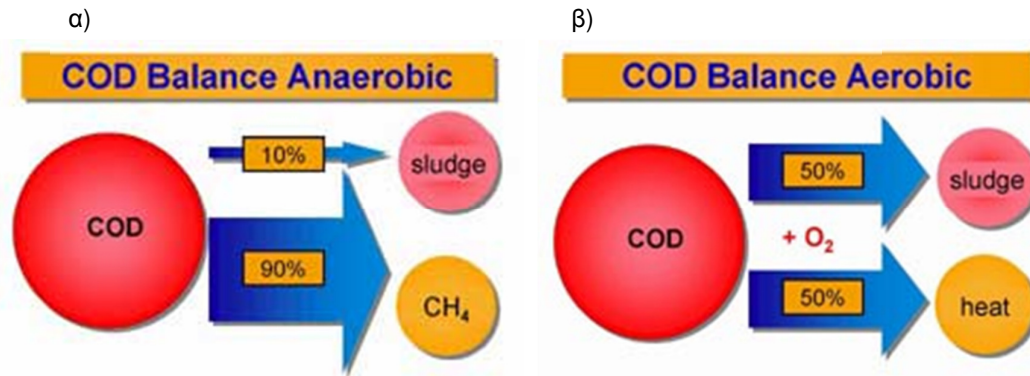 α)
COD Balance Anaerobic
COD
10%
sludge
90%
CH₄
β)
COD Balance Aerobic
COD
50%
sludge
+ O₂
50%
heat